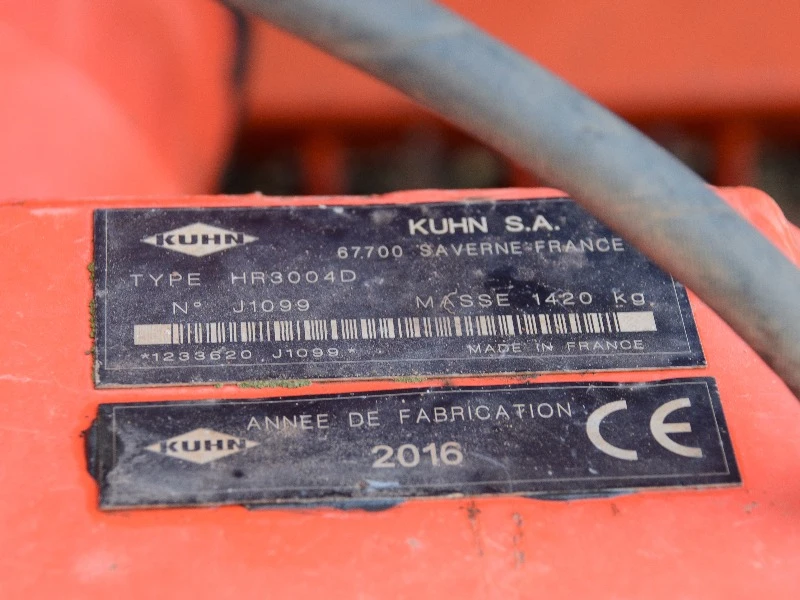 KUHN
KUHN S.A.
67700 SAVERNE-FRANCE
TYPE HR3004D
N° J1099 MASSE 1420 kg
*1233620 J1099* MADE IN FRANCE
KUHN
ANNEE DE FABRICATION
2016
CE